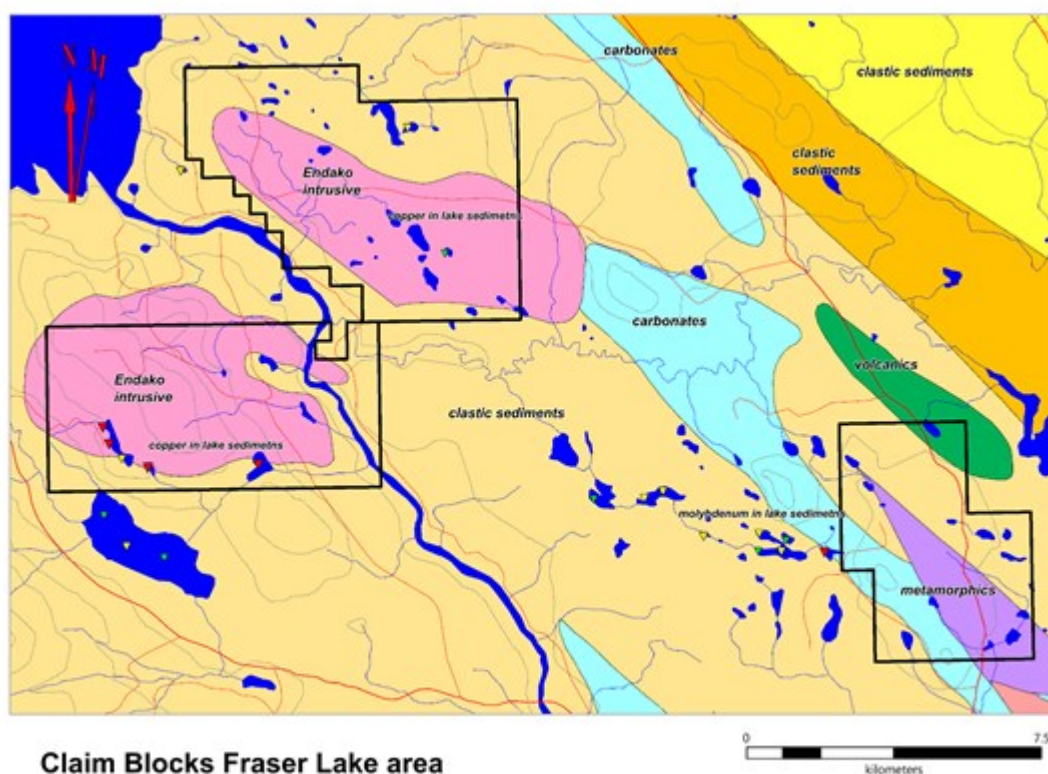 carbonates
clastic sediments
clastic
sediments
Endako
intrusive
copper in lake sedimetns
carbonates
volcanics
Endako
intrusive
clastic sediments
copper in lake sedimetns
molybdenum in lake sedimetns
metamorphics
Claim Blocks Fraser Lake area
0
7.5
kilometers